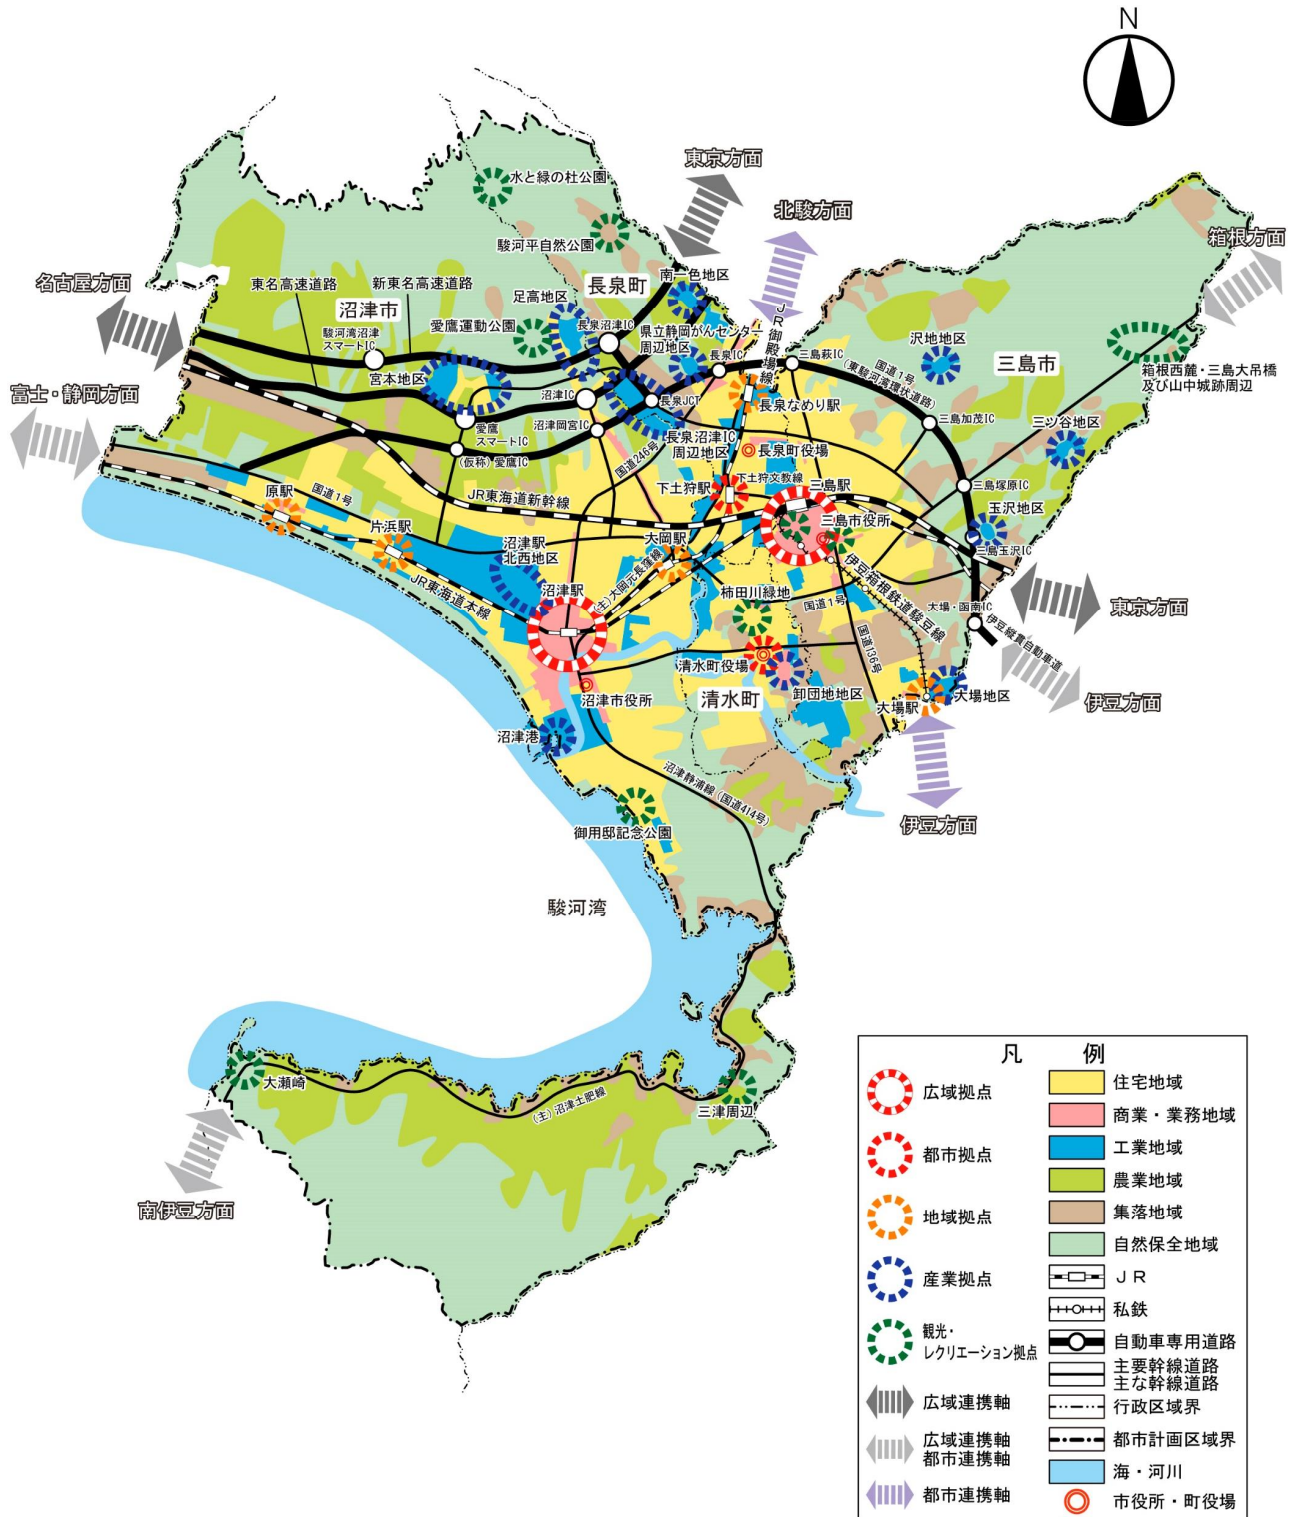 N
東京方面
北駿方面
箱根方面
名古屋方面
富士・静岡方面
水と緑の杜公園
駿河平自然公園
東名高速道路
新東名高速道路
沼津市
長泉町
南一色地区
足高地区
愛鷹運動公園
長泉沼津IC
県立静岡がんセンター
周辺地区
JR御殿場線
駿河湾沼津
スマートIC
宮本地区
沼津IC
長泉IC
三島萩IC
国道1号
(東駿河湾環状道路)
沢地地区
三島市
箱根西麓・三島大吊橋
及び山中城跡周辺
長泉なめり駅
三島加茂IC
三ツ谷地区
愛鷹
スマートIC
沼津岡宮IC
長泉JCT
(仮称)愛鷹IC
国道246号
長泉沼津IC
周辺地区
長泉町役場
下土狩駅
下土狩文教線
三島駅
三島塚原IC
玉沢地区
原駅
国道1号
JR東海道新幹線
三島市役所
三島玉沢IC
片浜駅
沼津駅
北西地区
大岡駅
(主)大岡元長窪線
JR東海道本線
沼津駅
柿田川緑地
国道1号
伊豆箱根鉄道駿豆線
大場・函南IC
伊豆縦貫自動車道
東京方面
国道136号
清水町役場
伊豆方面
沼津市役所
清水町
卸団地地区
大場駅
大場地区
沼津港
沼津静浦線(国道414号)
伊豆方面
御用邸記念公園
駿河湾
大瀬崎
(主)沼津土肥線
三津周辺
南伊豆方面
凡例
広域拠点
都市拠点
地域拠点
産業拠点
観光・
レクリエーション拠点
広域連携軸
広域連携軸
都市連携軸
都市連携軸
住宅地域
商業・業務地域
工業地域
農業地域
集落地域
自然保全地域
JR
私鉄
自動車専用道路
主要幹線道路
主な幹線道路
行政区域界
都市計画区域界
海・河川
市役所・町役場